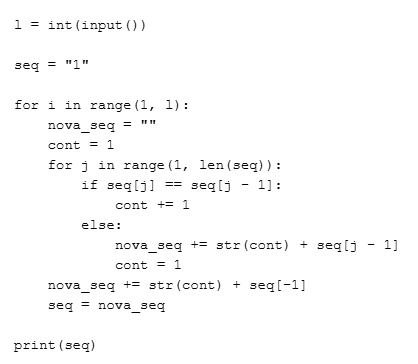 l = int(input())

seq = "1"

for i in range(1, l):
    nova_seq = ""
    cont = 1
    for j in range(1, len(seq)):
        if seq[j] == seq[j - 1]:
            cont += 1
        else:
            nova_seq += str(cont) + seq[j - 1]
            cont = 1
    nova_seq += str(cont) + seq[-1]
    seq = nova_seq

print(seq)